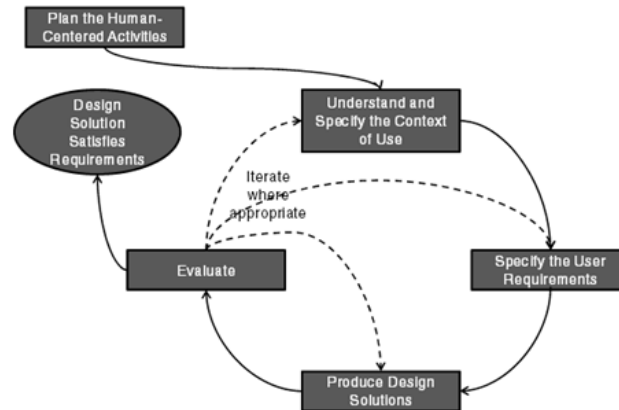 Plan the Human-
Centered Activities
Design
Solution
Satisfies
Requirements
Understand and
Specify the Context
of Use
Iterate
where
appropriate
Evaluate
Specify the User
Requirements
Produce Design
Solutions